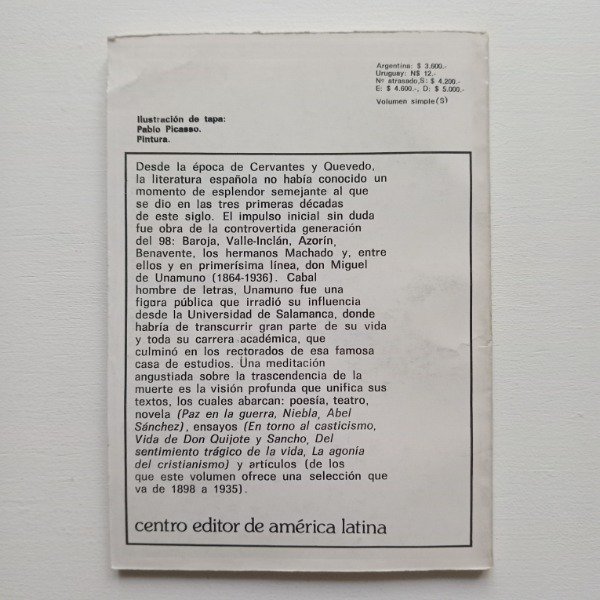 Argentina: $ 3.600.-
Uruguay: N$ 12.-
Nº atrasado, S: $ 4.200.-
E: $ 4.600.-, D: $ 5.000.-
Volumen simple (S)
Ilustración de tapa:
Pablo Picasso.
Pintura.
Desde la época de Cervantes y Quevedo,
la literatura española no había conocido un
momento de esplendor semejante al que
se dio en las tres primeras décadas
de este siglo. El impulso inicial sin duda
fue obra de la controvertida generación
del 98: Baroja, Valle-Inclán, Azorín,
Benavente, los hermanos Machado y, entre
ellos y en primerísima línea, don Miguel
de Unamuno (1864-1936). Cabal
hombre de letras, Unamuno fue una
figura pública que irradió su influencia
desde la Universidad de Salamanca, donde
habría de transcurrir gran parte de su vida
y toda su carrera académica, que
culminó en los rectorados de esa famosa
casa de estudios. Una meditación
angustiada sobre la trascendencia de la
muerte es la visión profunda que unifica sus
textos, los cuales abarcan: poesía, teatro,
novela (Paz en la guerra, Niebla, Abel
Sánchez), ensayos (En torno al casticismo,
Vida de Don Quijote y Sancho, Del
sentimiento trágico de la vida, La agonía
del cristianismo) y artículos (de los
que este volumen ofrece una selección que
va de 1898 a 1935).
centro editor de américa latina